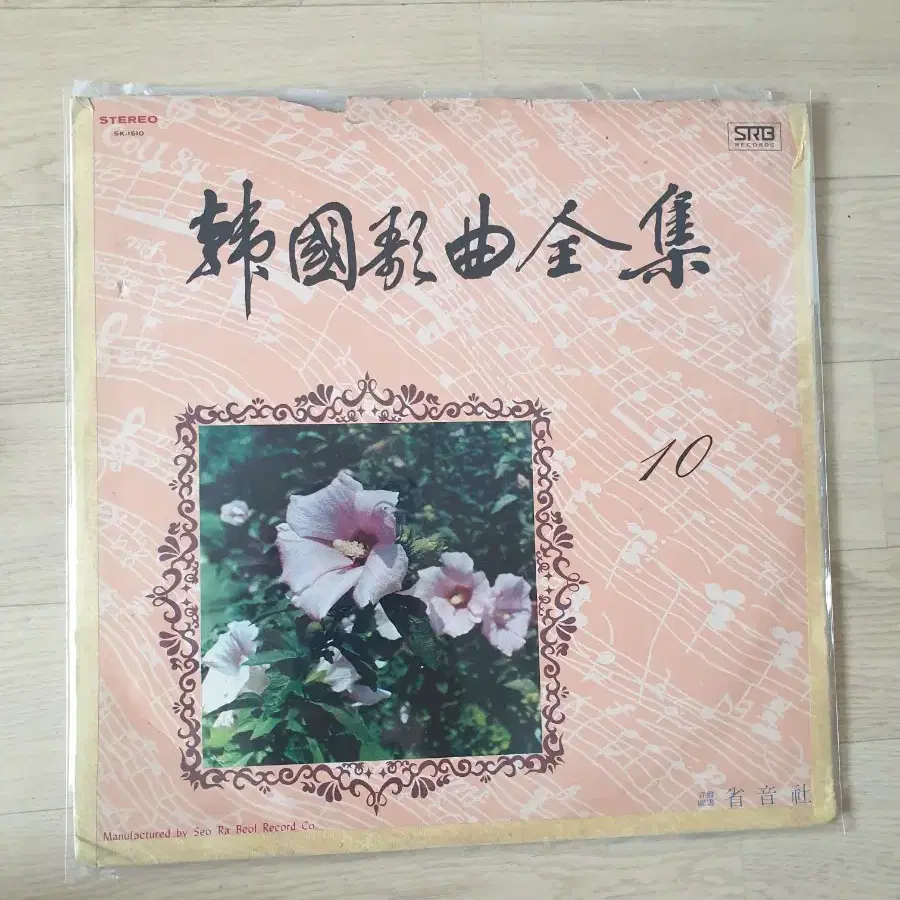 STEREO
SK-1510
SRB
RECORDS
韩國歌曲全集
10
省音社
Manufactured by Seo Ra Beol Record Co.